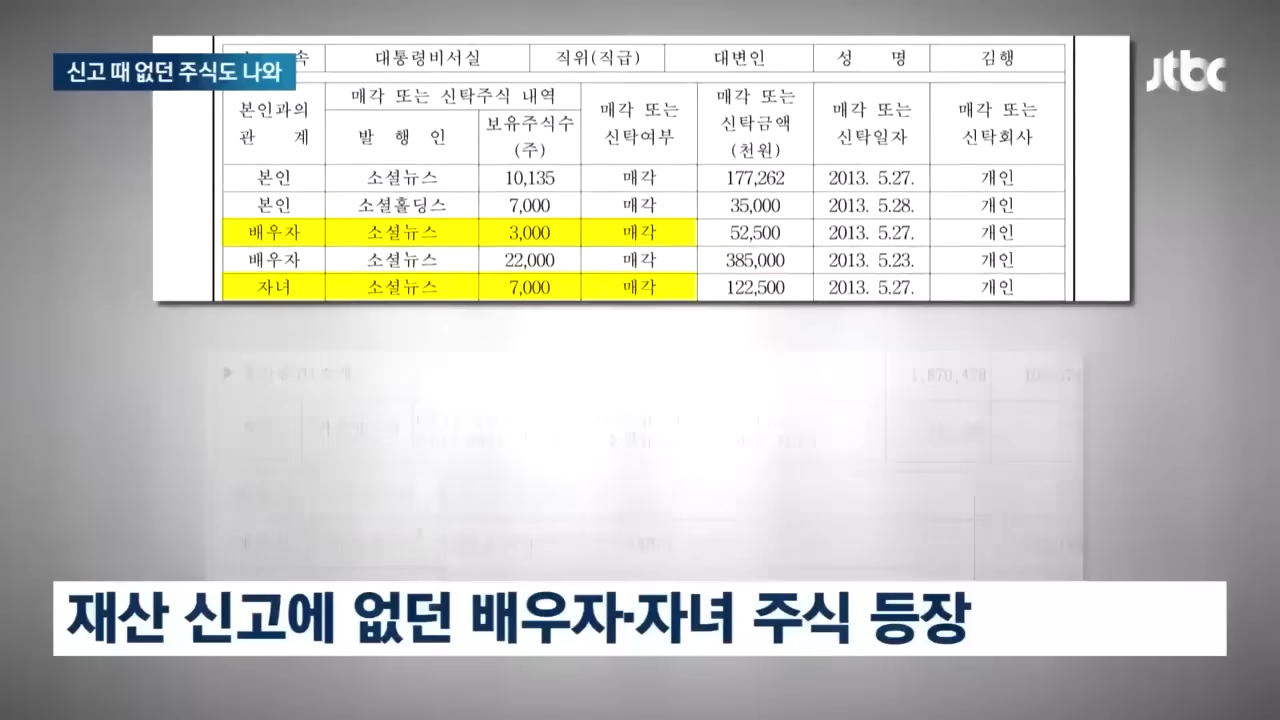 신고 때 없던 주식도 나와
jtbc
속 대통령비서실 직위(직급) 대변인 성 명 김행
본인과의 관 계 매각 또는 신탁주식 내역 매각 또는 신탁여부 매각 또는 신탁금액 (천원) 매각 또는 신탁일자 매각 또는 신탁회사
발 행 인 보유주식수 (주)
본인 소셜뉴스 10,135 매각 177,262 2013. 5.27. 개인
본인 소셜홀딩스 7,000 매각 35,000 2013. 5.28. 개인
배우자 소셜뉴스 3,000 매각 52,500 2013. 5.27. 개인
배우자 소셜뉴스 22,000 매각 385,000 2013. 5.23. 개인
자녀 소셜뉴스 7,000 매각 122,500 2013. 5.27. 개인
▶ 1,870,478
재산 신고에 없던 배우자·자녀 주식 등장